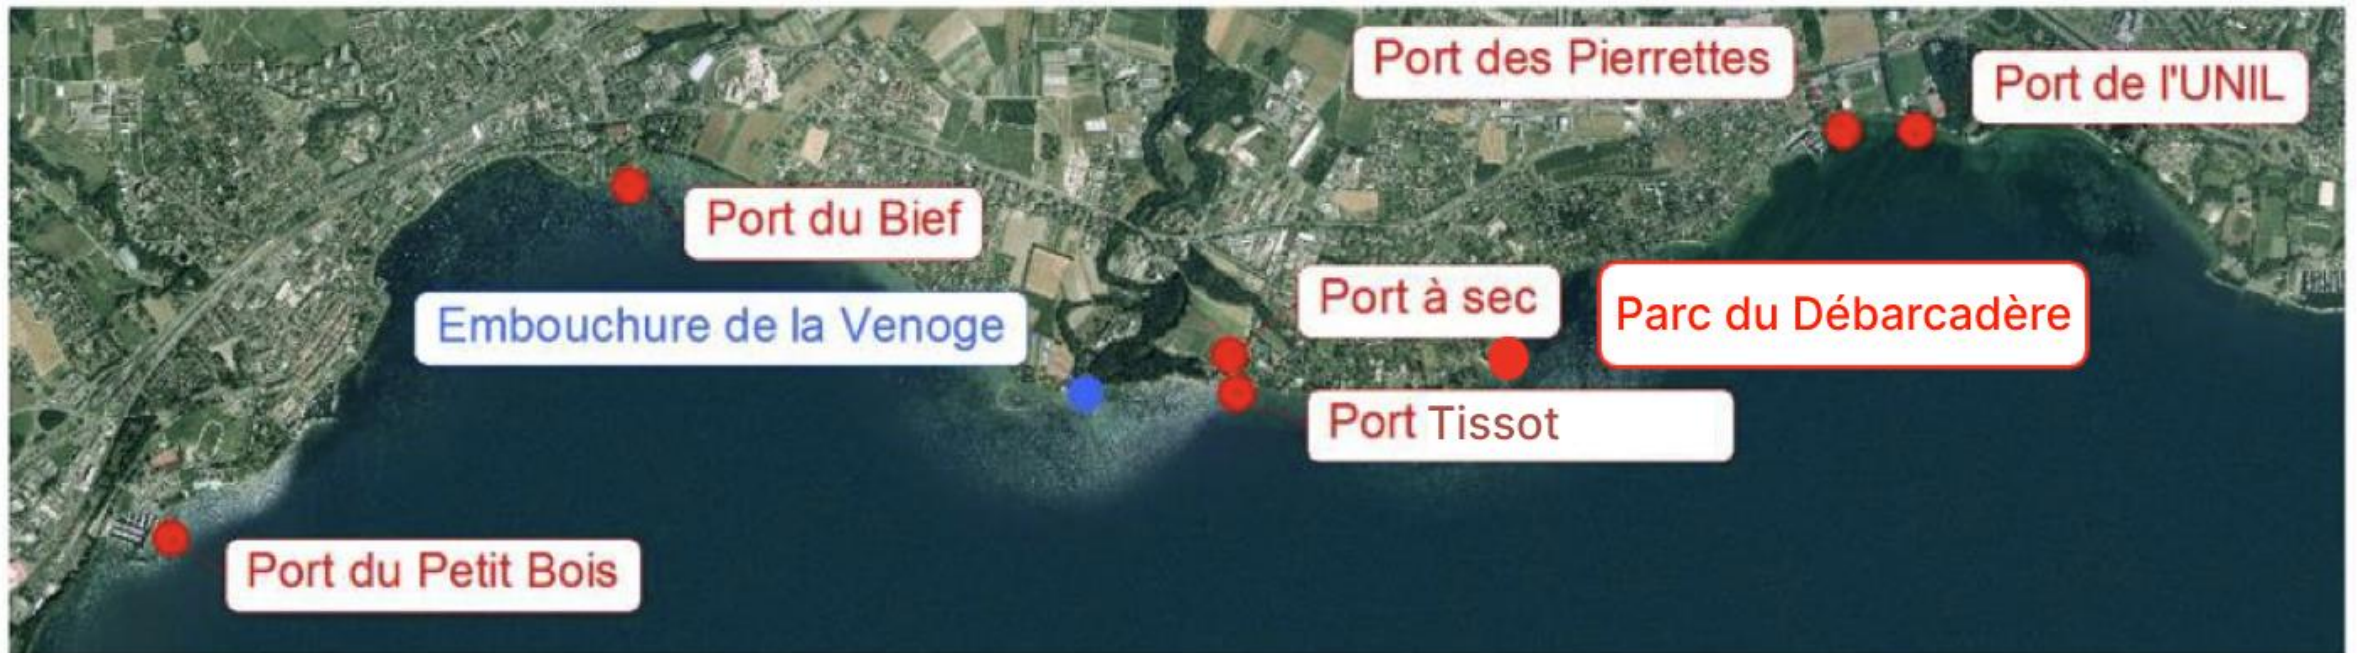 Port des Pierrettes
Port de l'UNIL
Port du Bief
Embouchure de la Venoge
Port à sec
Parc du Débarcadère
Port Tissot
Port du Petit Bois